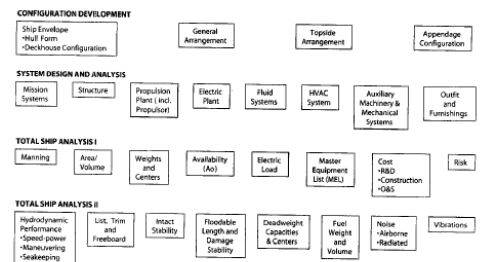 CONFIGURATION DEVELOPMENT
Ship Envelope
•Hull Form
•Deckhouse Configuration
General
Arrangement
Topside
Arrangement
Appendage
Configuration
SYSTEM DESIGN AND ANALYSIS
Mission
Systems
Structure
Propulsion
Plant ( incl.
Propulsor)
Electric
Plant
Fluid
Systems
HVAC
System
Auxiliary
Machinery &
Mechanical
Systems
Outfit
and
Furnishings
TOTAL SHIP ANALYSIS I
Manning
Area/
Volume
Weights
and
Centers
Availability
(Ao)
Electric
Load
Master
Equipment
List (MEL)
Cost
•R&D
•Construction
•O&S
Risk
TOTAL SHIP ANALYSIS II
Hydrodynamic
Performance
•Speed-power
•Maneuvering
•Seakeeping
List, Trim
and
Freeboard
Intact
Stability
Floodable
Length and
Damage
Stability
Deadweight
Capacities
& Centers
Fuel
Weight
and
Volume
Noise
•Airborne
•Radiated
Vibrations